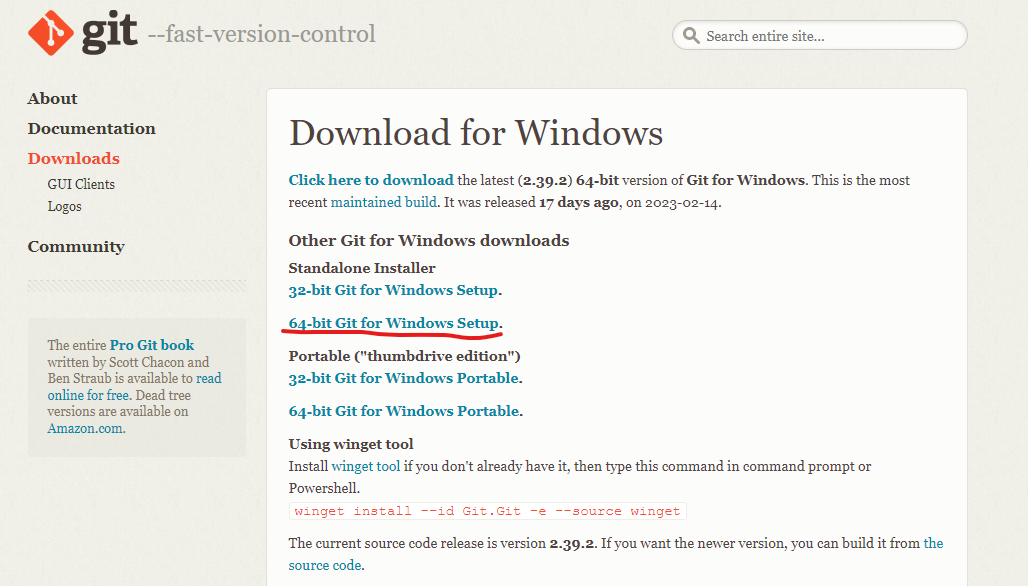 git --fast-version-control
Search entire site...
About
Documentation
Downloads
GUI Clients
Logos
Community
The entire Pro Git book
written by Scott Chacon and
Ben Straub is available to read
online for free. Dead tree
versions are available on
Amazon.com.
Download for Windows
Click here to download the latest (2.39.2) 64-bit version of Git for Windows. This is the most
recent maintained build. It was released 17 days ago, on 2023-02-14.
Other Git for Windows downloads
Standalone Installer
32-bit Git for Windows Setup.
64-bit Git for Windows Setup.
Portable ("thumbdrive edition")
32-bit Git for Windows Portable.
64-bit Git for Windows Portable.
Using winget tool
Install winget tool if you don't already have it, then type this command in command prompt or
Powershell.
winget install --id Git.Git -e --source winget
The current source code release is version 2.39.2. If you want the newer version, you can build it from the
source code.